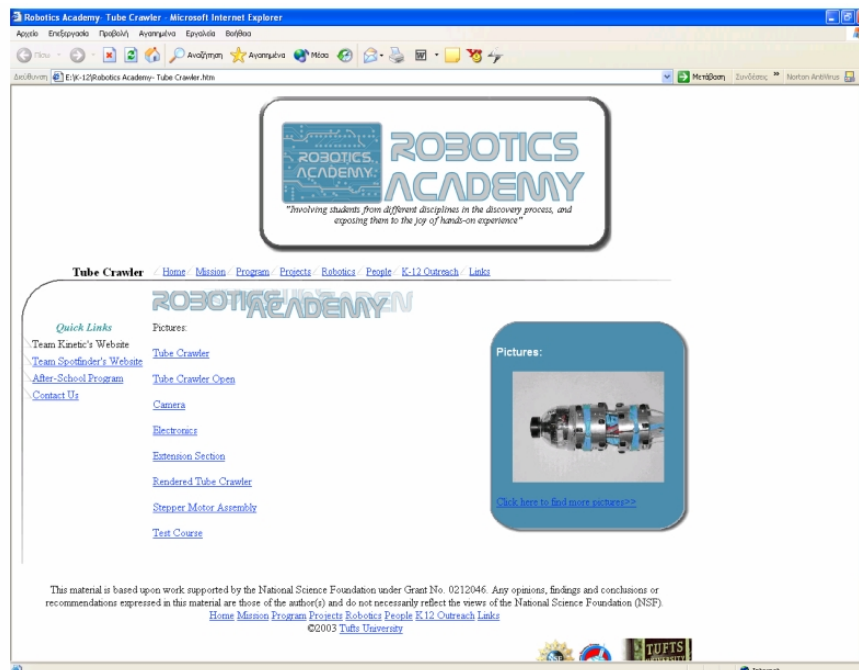 Robotics Academy- Tube Crawler - Microsoft Internet Explorer
Αρχείο Επεξεργασία Προβολή Αγαπημένα Εργαλεία Βοήθεια
Πίσω Αναζήτηση Αγαπημένα Μέσα
Διεύθυνση E:\K-12\Robotics Academy- Tube Crawler.htm Μετάβαση Συνδέσεις » Norton AntiVirus
ROBOTICS ACADEMY
ROBOTICS
ACADEMY
"Involving students from different disciplines in the discovery process, and
exposing them to the joy of hands-on experience"
Tube Crawler / Home / Mission / Program / Projects / Robotics / People / K-12 Outreach / Links
ROBOTICS ACADEMY
Quick Links
Team Kinetic's Website
Team Spotfinder's Website
After-School Program
Contact Us
Pictures:
Tube Crawler
Tube Crawler Open
Camera
Electronics
Extension Section
Rendered Tube Crawler
Stepper Motor Assembly
Test Course
Pictures:
Click here to find more pictures>>
This material is based upon work supported by the National Science Foundation under Grant No. 0212046. Any opinions, findings and conclusions or
recommendations expressed in this material are those of the author(s) and do not necessarily reflect the views of the National Science Foundation (NSF).
Home Mission Program Projects Robotics People K12 Outreach Links
©2003 Tufts University
TUFTS
Internet